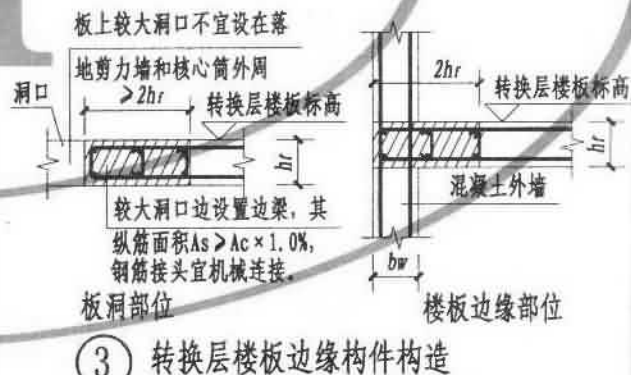 板上较大洞口不宜设在落
地剪力墙和核心筒外周
洞口
≥2hf
转换层楼板标高
hf
较大洞口边设置边梁，其
纵筋面积As≥Ac×1.0%，
钢筋接头宜机械连接。
板洞部位
2hf
转换层楼板标高
hf
混凝土外墙
bw
楼板边缘部位
3 转换层楼板边缘构件构造